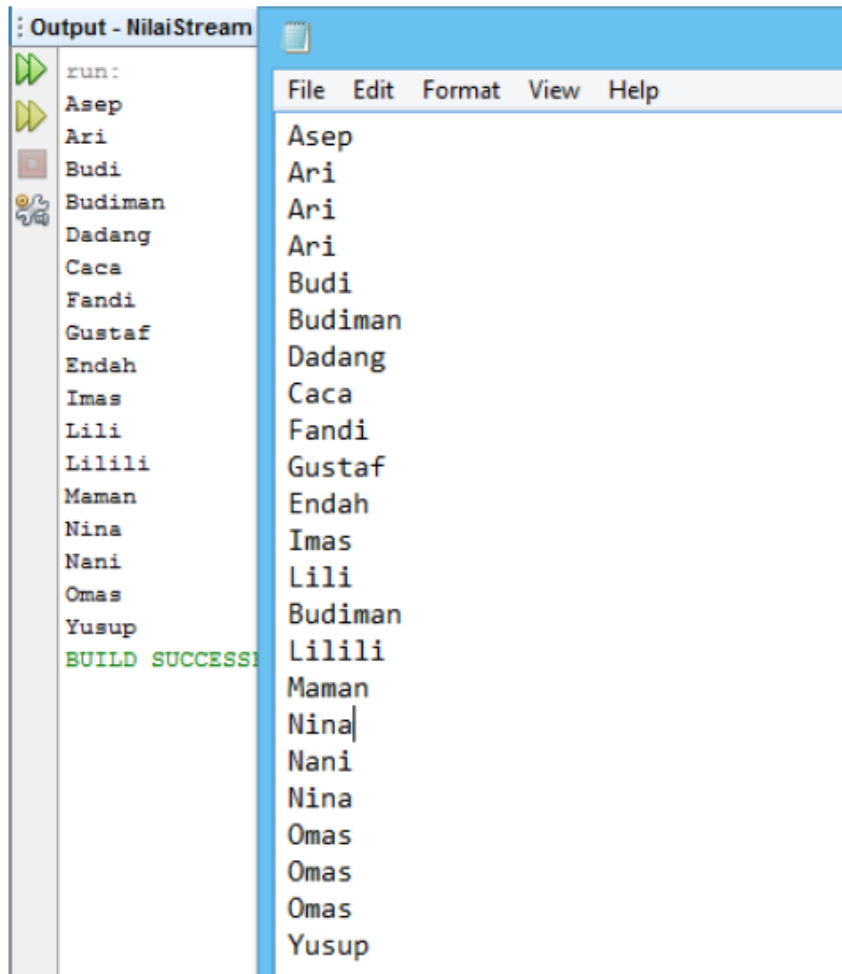 Output - NilaiStream
run:
Asep
Ari
Budi
Budiman
Dadang
Caca
Fandi
Gustaf
Endah
Imas
Lili
Lilili
Maman
Nina
Nani
Omas
Yusup
BUILD SUCCESS
File Edit Format View Help
Asep
Ari
Ari
Ari
Budi
Budiman
Dadang
Caca
Fandi
Gustaf
Endah
Imas
Lili
Budiman
Lilili
Maman
Nina
Nani
Nina
Omas
Omas
Omas
Yusup